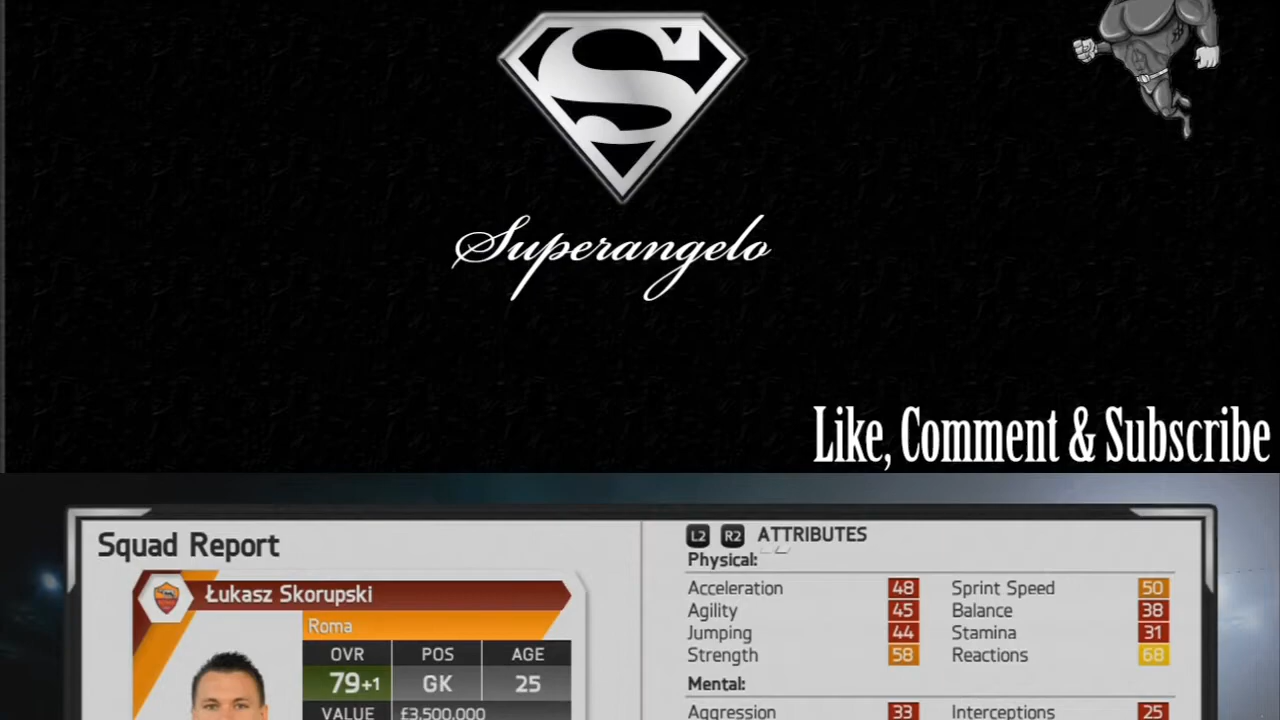 S
Superangelo
Like, Comment & Subscribe
Squad Report
Łukasz Skorupski
Roma
OVR POS AGE
79+1 GK 25
VALUE £3,500,000
L2 R2 ATTRIBUTES
Physical:
Acceleration 48 Sprint Speed 50
Agility 45 Balance 38
Jumping 44 Stamina 31
Strength 58 Reactions 68
Mental:
Aggression 33 Interceptions 25